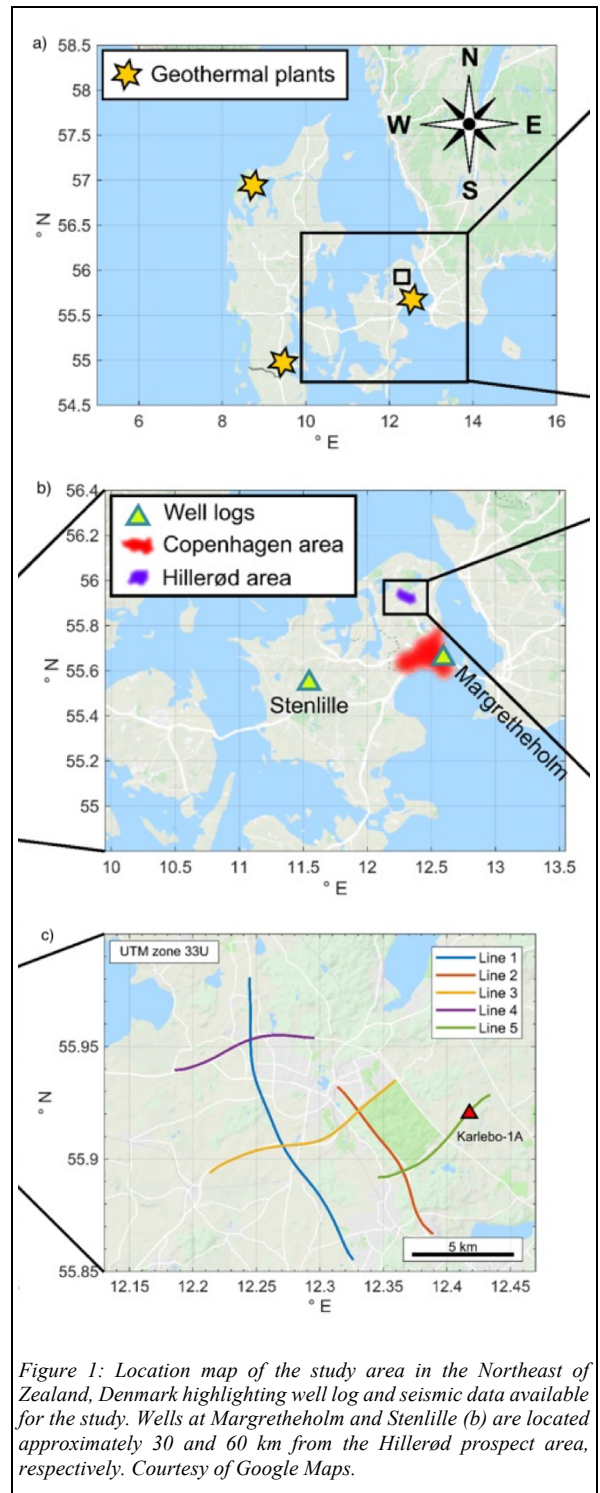 a)
58.5
58
57.5
57
56.5
56
55.5
55
54.5
° N
Geothermal plants
N
W
E
S
6 8 10 12 14 16
° E
b)
56.4
56.2
56
55.8
55.6
55.4
55.2
55
° N
Well logs
Copenhagen area
Hillerød area
Stenlille
Margretheholm
10 10.5 11 11.5 12 12.5 13 13.5
° E
c)
UTM zone 33U
Line 1
Line 2
Line 3
Line 4
Line 5
55.95
55.9
55.85
° N
Karlebo-1A
5 km
12.15 12.2 12.25 12.3 12.35 12.4 12.45
° E
Figure 1: Location map of the study area in the Northeast of
Zealand, Denmark highlighting well log and seismic data available
for the study. Wells at Margretheholm and Stenlille (b) are located
approximately 30 and 60 km from the Hillerød prospect area,
respectively. Courtesy of Google Maps.